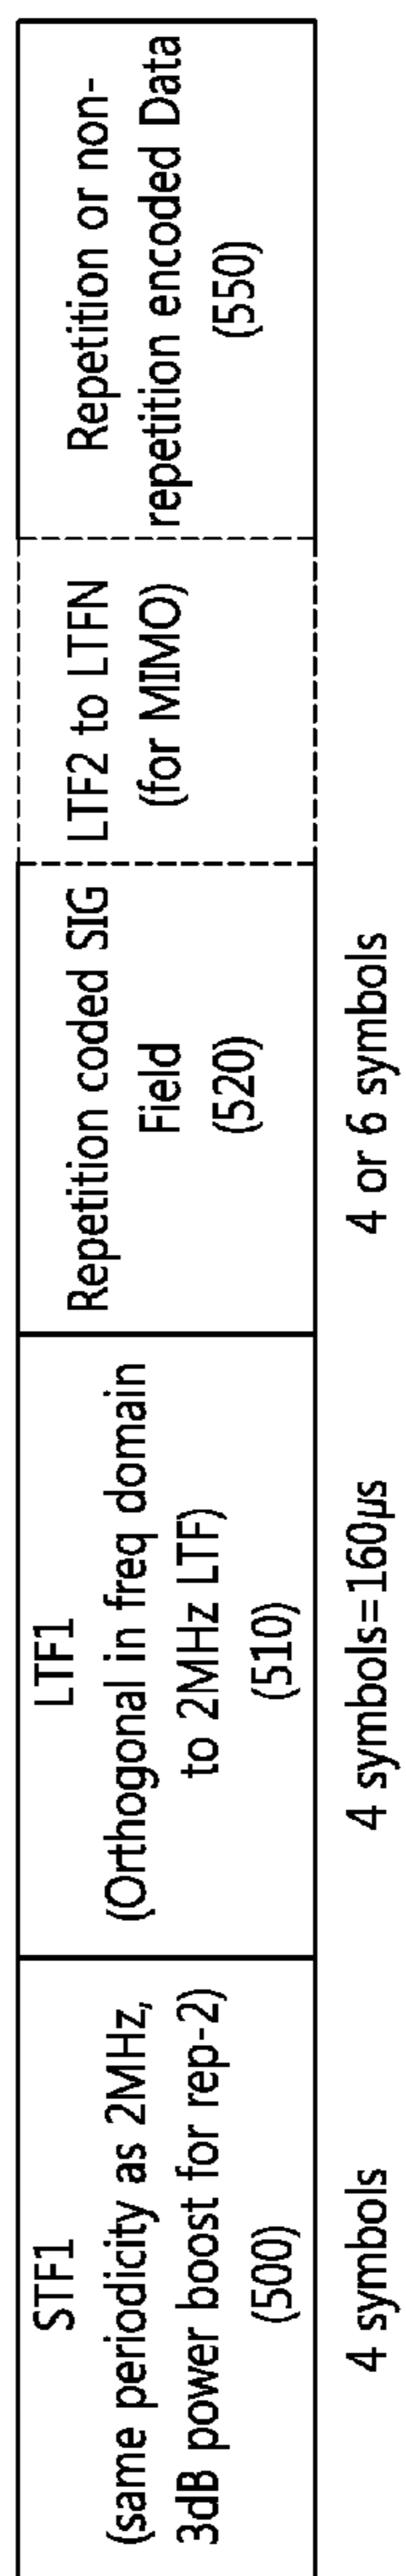 STF1
(same periodicity as 2MHz,
3dB power boost for rep-2)
(500)
4 symbols
LTF1
(Orthogonal in freq domain
to 2MHz LTF)
(510)
4 symbols=160μs
Repetition coded SIG
Field
(520)
4 or 6 symbols
LTF2 to LTFN
(for MIMO)
Repetition or non-
repetition encoded Data
(550)